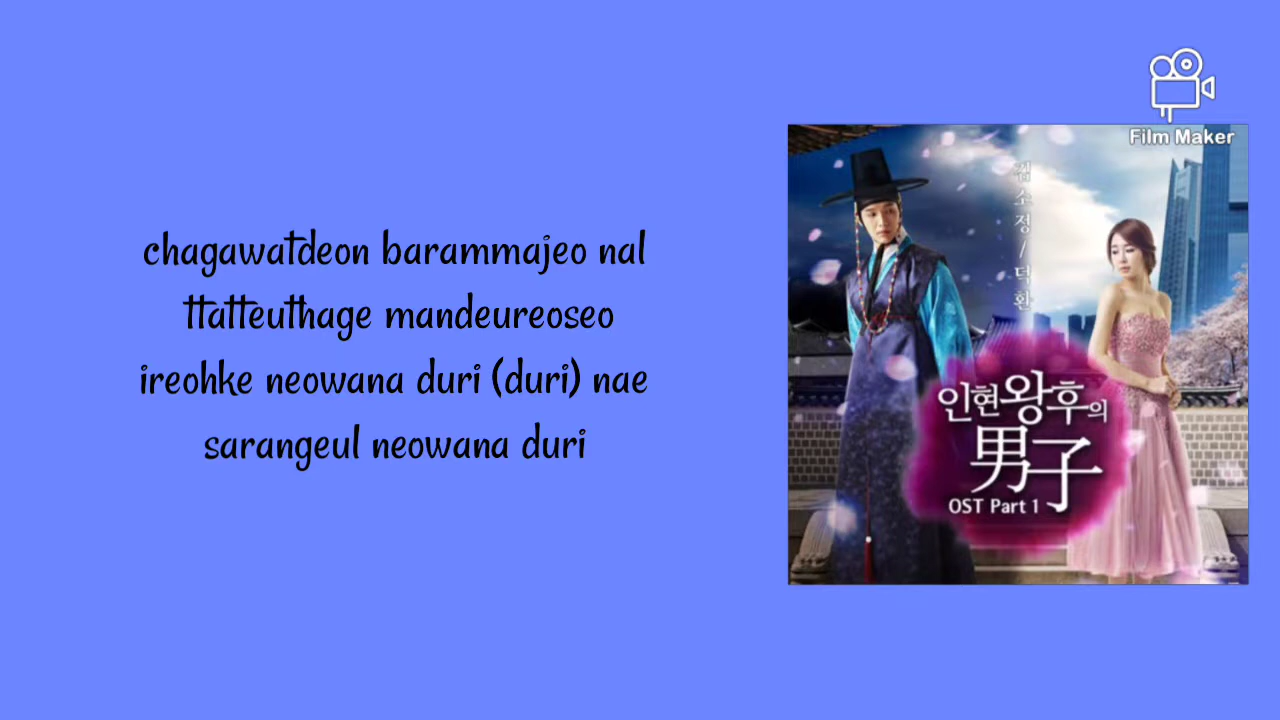 chagawatdeon barammajeo nal
ttatteuthage mandeureoseo
ireohke neowana duri (duri) nae
sarangeul neowana duri
Film Maker
김소정/덕환
인현왕후의
男子
OST Part 1